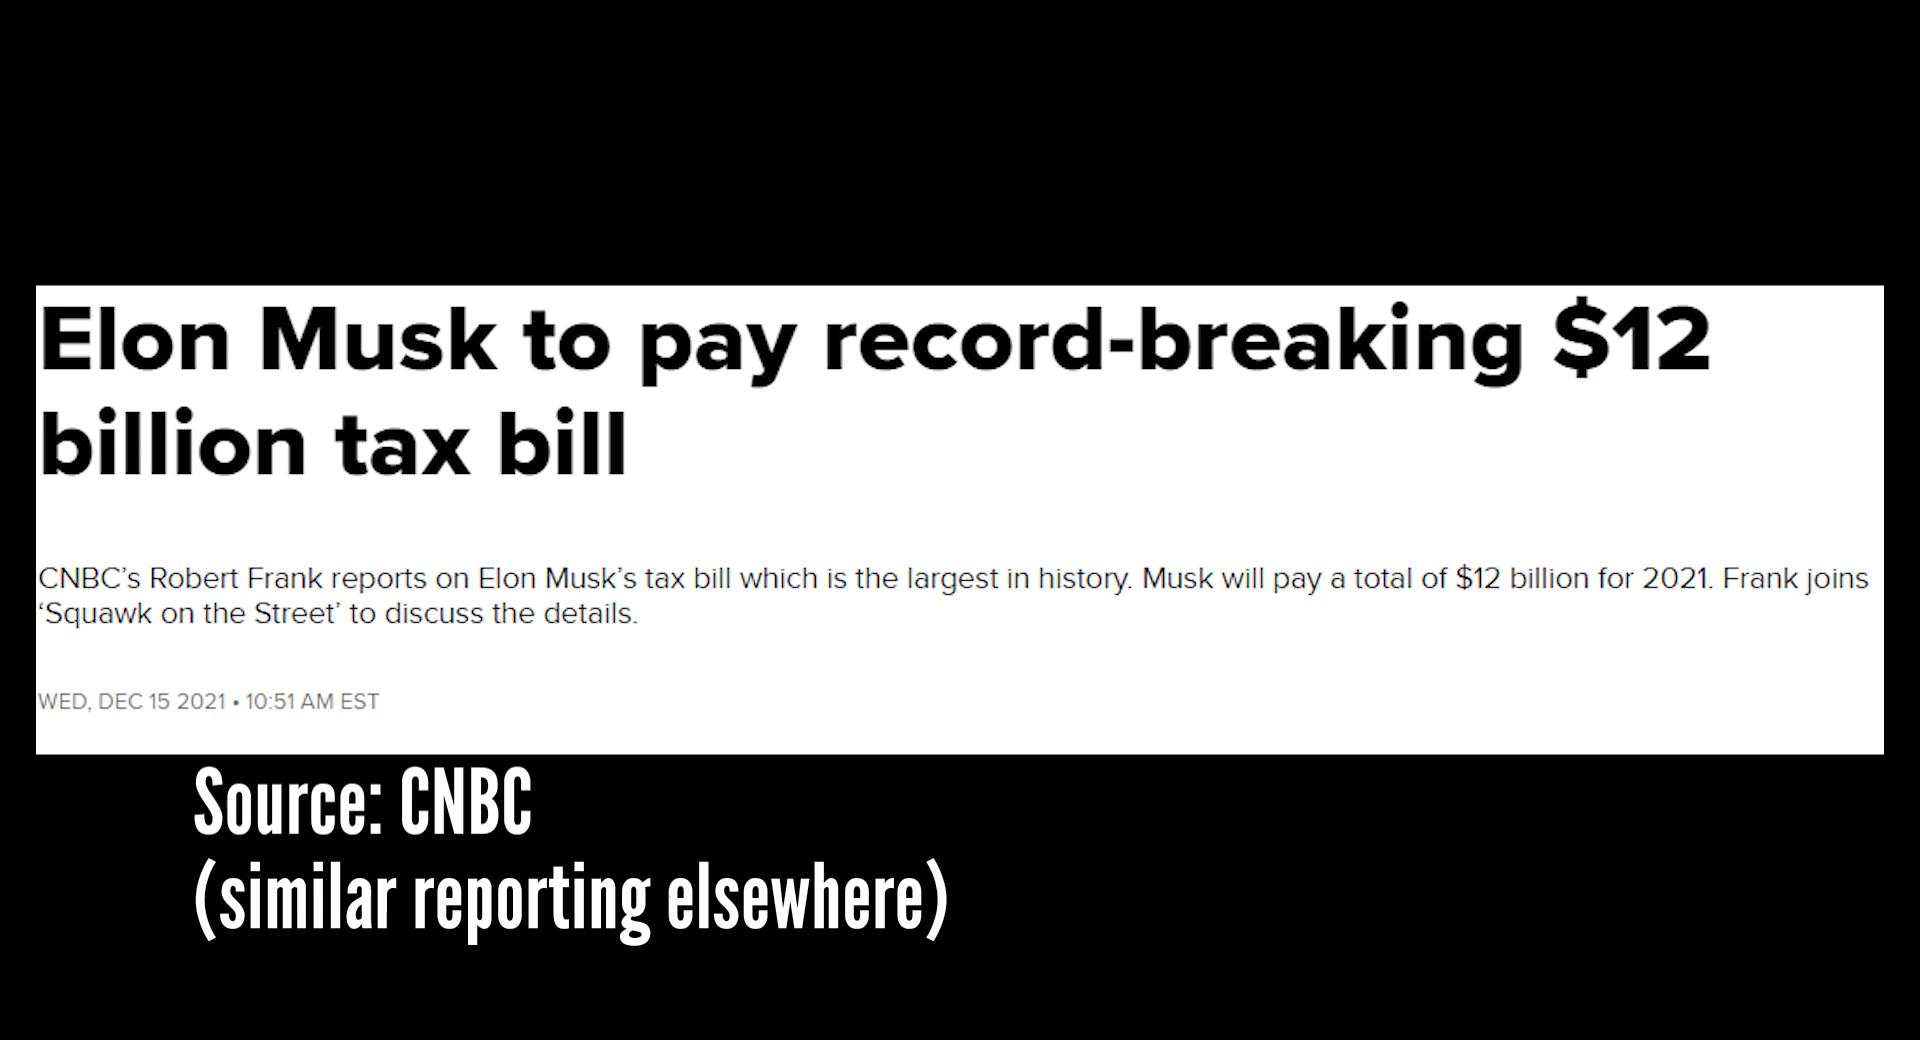 Elon Musk to pay record-breaking $12
billion tax bill
CNBC’s Robert Frank reports on Elon Musk’s tax bill which is the largest in history. Musk will pay a total of $12 billion for 2021. Frank joins
‘Squawk on the Street’ to discuss the details.
WED, DEC 15 2021 • 10:51 AM EST
Source: CNBC
(similar reporting elsewhere)